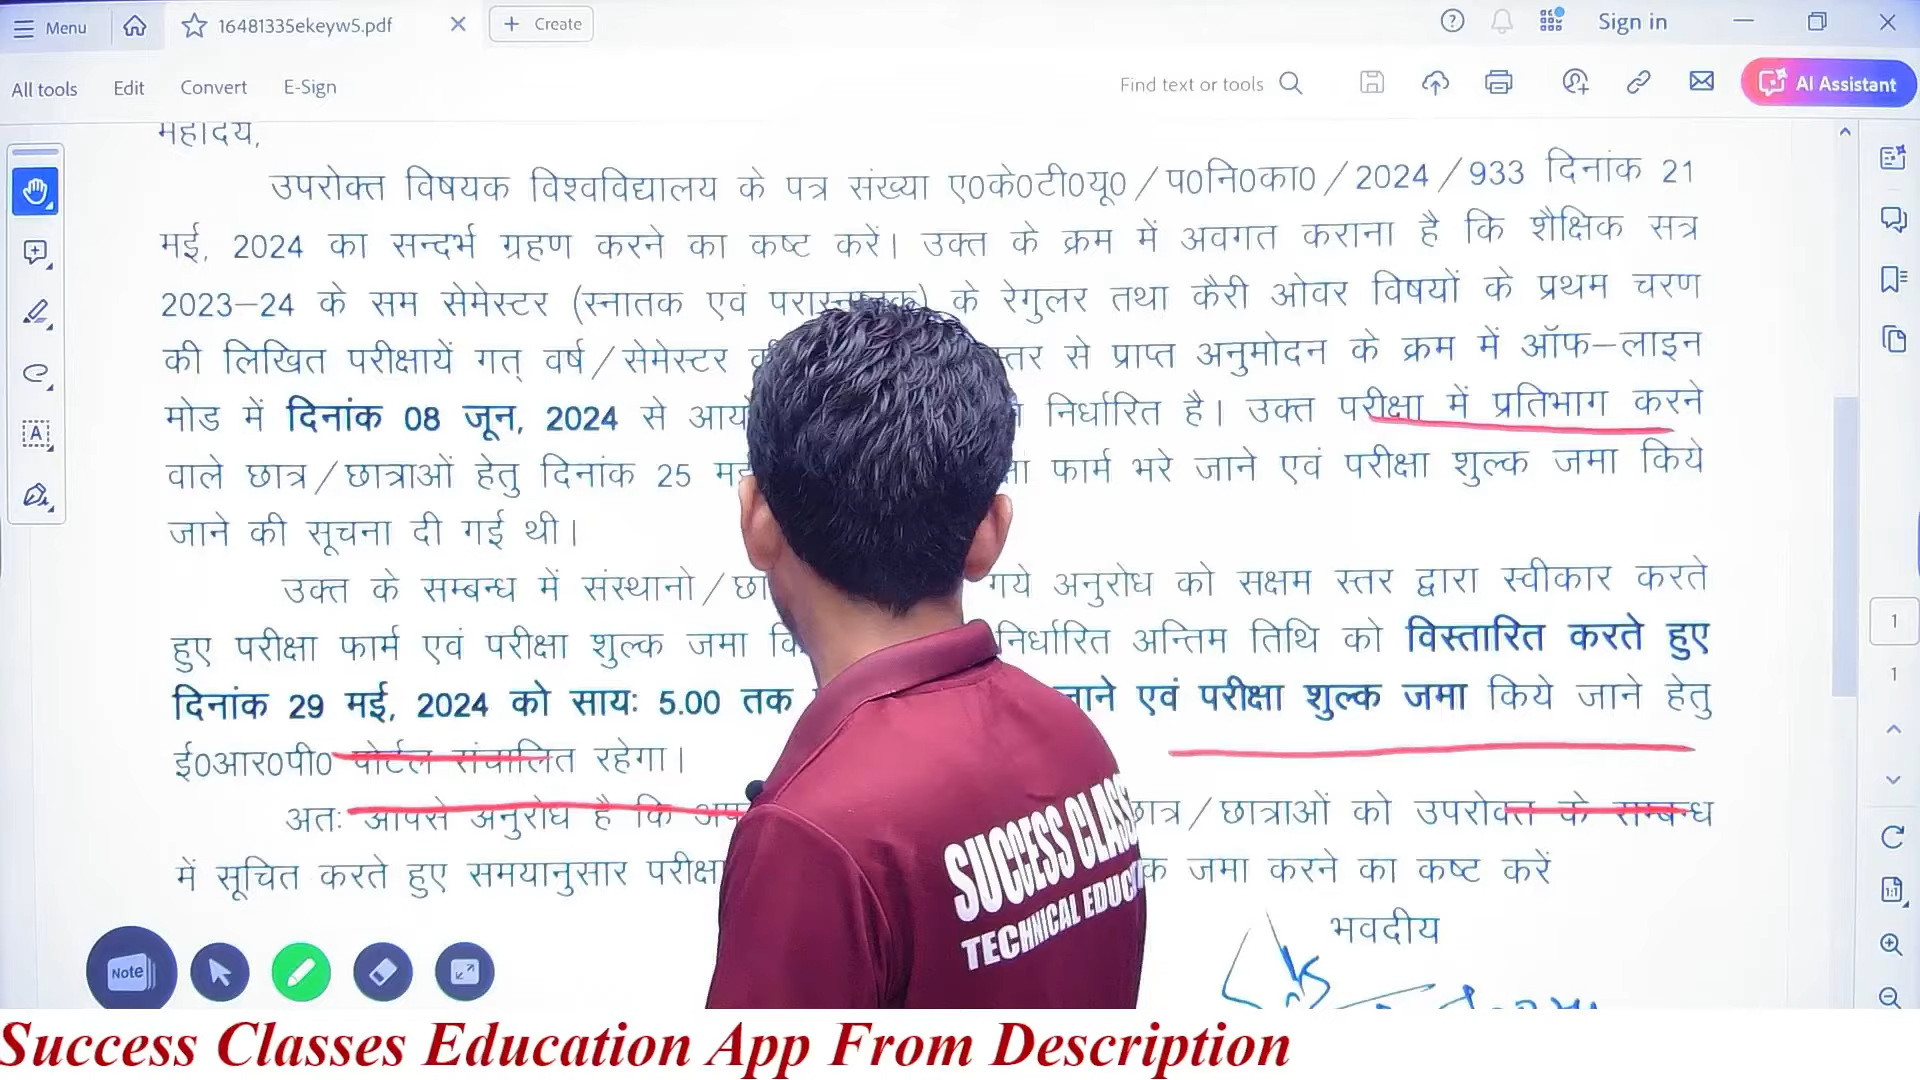 Menu
16481335ekeyw5.pdf
Create
Sign in
All tools
Edit
Convert
E-Sign
Find text or tools
AI Assistant
महोदय,
उपरोक्त विषयक विश्वविद्यालय के पत्र संख्या ए0के0टी0यू0/प0नि0का0/2024/933 दिनांक 21
मई, 2024 का सन्दर्भ ग्रहण करने का कष्ट करें। उक्त के क्रम में अवगत कराना है कि शैक्षिक सत्र
2023-24 के सम सेमेस्टर (स्नातक एवं परास्नातक) के रेगुलर तथा कैरी ओवर विषयों के प्रथम चरण
की लिखित परीक्षायें गत् वर्ष/सेमेस्टर स्तर से प्राप्त अनुमोदन के क्रम में ऑफ-लाइन
मोड में दिनांक 08 जून, 2024 से निर्धारित है। उक्त परीक्षा में प्रतिभाग करने
वाले छात्र/छात्राओं हेतु दिनांक 25 फार्म भरे जाने एवं परीक्षा शुल्क जमा किये
जाने की सूचना दी गई थी।
उक्त के सम्बन्ध में संस्थानो/ गये अनुरोध को सक्षम स्तर द्वारा स्वीकार करते
हुए परीक्षा फार्म एवं परीक्षा शुल्क जमा निर्धारित अन्तिम तिथि को विस्तारित करते हुए
दिनांक 29 मई, 2024 को सायः 5.00 तक जाने एवं परीक्षा शुल्क जमा किये जाने हेतु
ई0आर0पी0 पोर्टल संचालित रहेगा।
अतः आपसे अनुरोध है कि छात्र/छात्राओं को उपरोक्त के सम्बन्ध
में सूचित करते हुए समयानुसार जमा करने का कष्ट करें
भवदीय
1
1
1:1
Note
SUCCESS CLASS
TECHNICAL
Success Classes Education App From Description